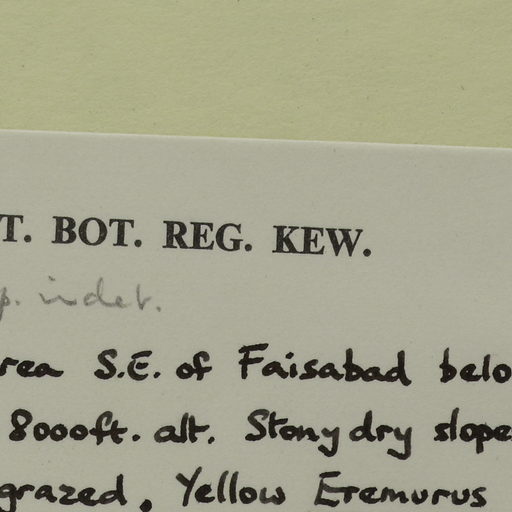 T. BOT. REG. KEW.
p. indet.
rea S.E. of Faisabad belo
8000ft. alt. Stony dry slope
grazed, Yellow Eremurus